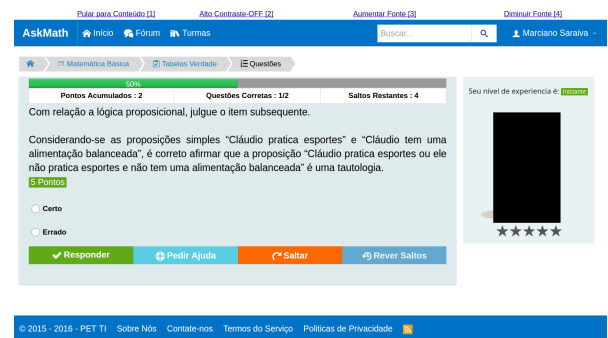 Pular para Conteúdo [1] Alto Contraste-OFF [2] Aumentar Fonte [3] Diminuir Fonte [4]
AskMath Início Fórum Turmas Buscar... Marciano Saraiva
Matemática Básica Tabelas Verdade Questões
50%
Pontos Acumulados : 2 Questões Corretas : 1/2 Saltos Restantes : 4
Seu nível de experiencia é: Iniciante
Com relação a lógica proposicional, julgue o item subsequente.
Considerando-se as proposições simples “Cláudio pratica esportes” e “Cláudio tem uma
alimentação balanceada”, é correto afirmar que a proposição “Cláudio pratica esportes ou ele
não pratica esportes e não tem uma alimentação balanceada” é uma tautologia.
5 Pontos
Certo
Errado
Responder Pedir Ajuda Saltar Rever Saltos
© 2015 - 2016 - PET TI Sobre Nós Contate-nos Termos do Serviço Politicas de Privacidade